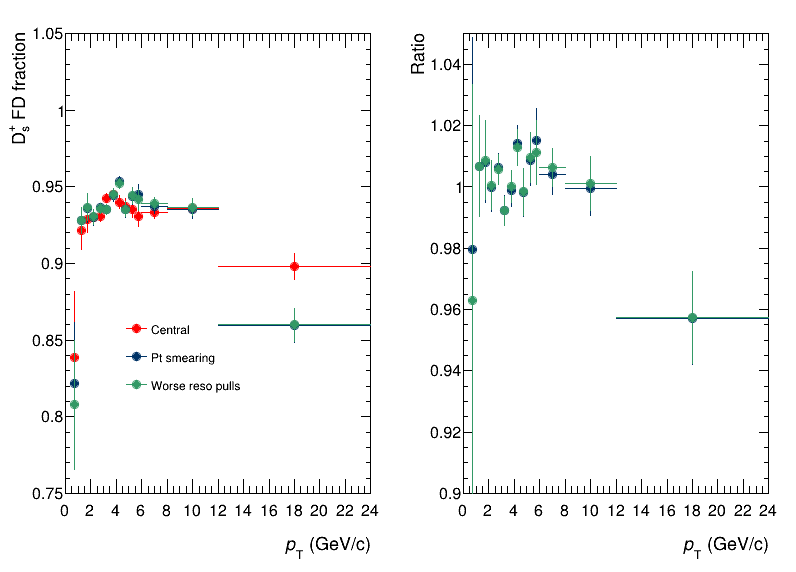 D_s^+ FD fraction
1.05
1
0.95
0.9
0.85
0.8
0.75
Central
Pt smearing
Worse reso pulls
0 2 4 6 8 10 12 14 16 18 20 22 24
p_T (GeV/c)
Ratio
1.04
1.02
1
0.98
0.96
0.94
0.92
0.9
0 2 4 6 8 10 12 14 16 18 20 22 24
p_T (GeV/c)